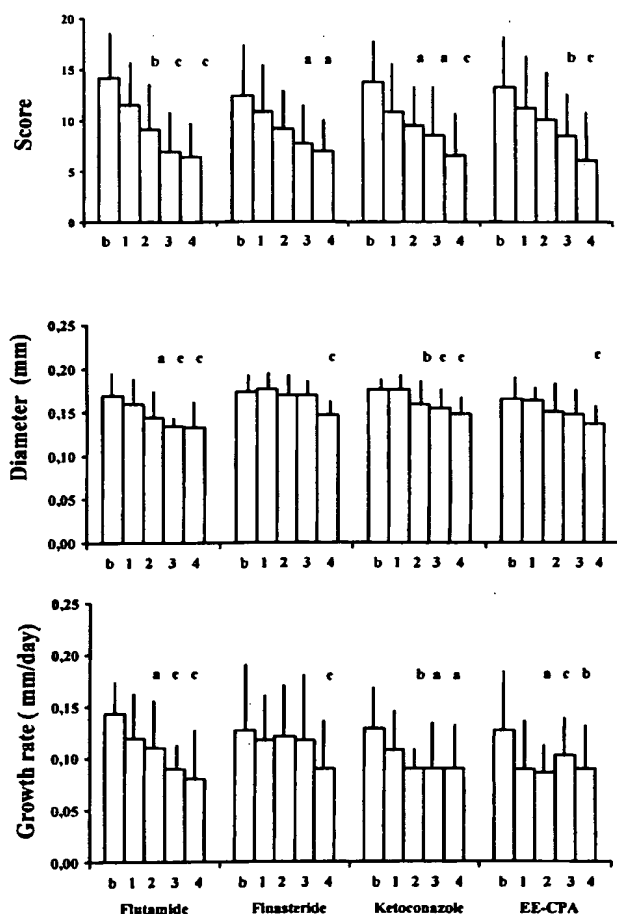 20
15
10
5
0
Score
b c c
a a
a a c
b c
b 1 2 3 4
b 1 2 3 4
b 1 2 3 4
b 1 2 3 4
0,25
0,20
0,15
0,10
0,05
0,00
Diameter (mm)
a c c
c
b c c
c
b 1 2 3 4
b 1 2 3 4
b 1 2 3 4
b 1 2 3 4
0,25
0,20
0,15
0,10
0,05
0,00
Growth rate ( mm/day)
a c c
c
b a a
a c b
b 1 2 3 4
b 1 2 3 4
b 1 2 3 4
b 1 2 3 4
Flutamide
Finasteride
Ketoconazole
EE-CPA